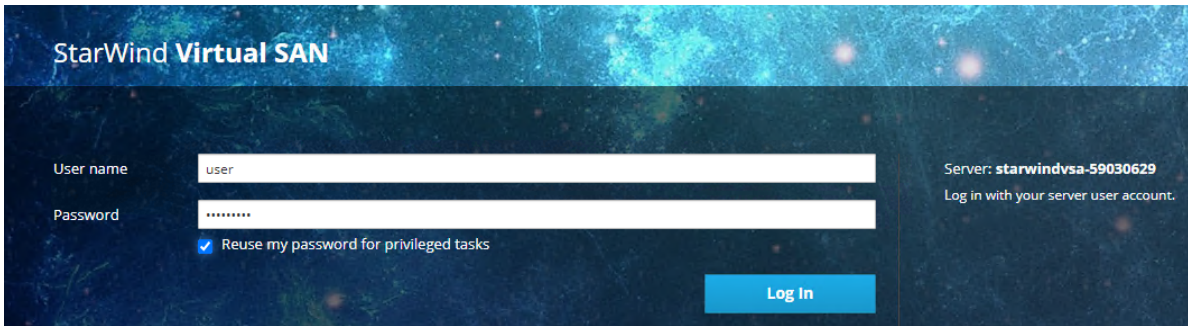 StarWind Virtual SAN
User name
user
Password
•••••••••
Reuse my password for privileged tasks
Log In
Server: starwindvsa-59030629
Log in with your server user account.